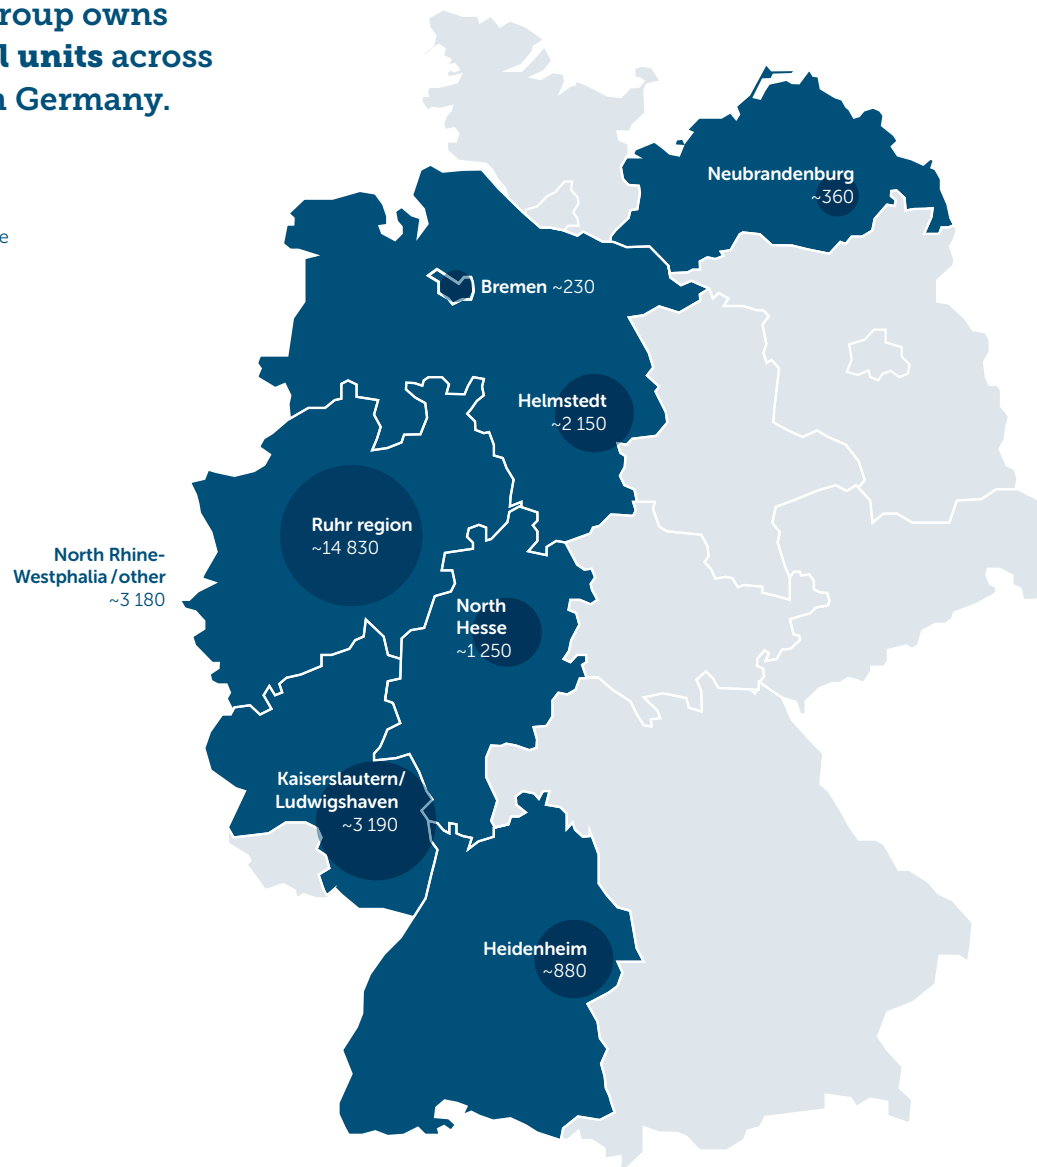 roup owns
l units across
n Germany.
e
Neubrandenburg
~360
Bremen ~230
Helmstedt
~2 150
Ruhr region
~14 830
North Rhine-
Westphalia / other
~3 180
North
Hesse
~1 250
Kaiserslautern/
Ludwigshaven
~3 190
Heidenheim
~880